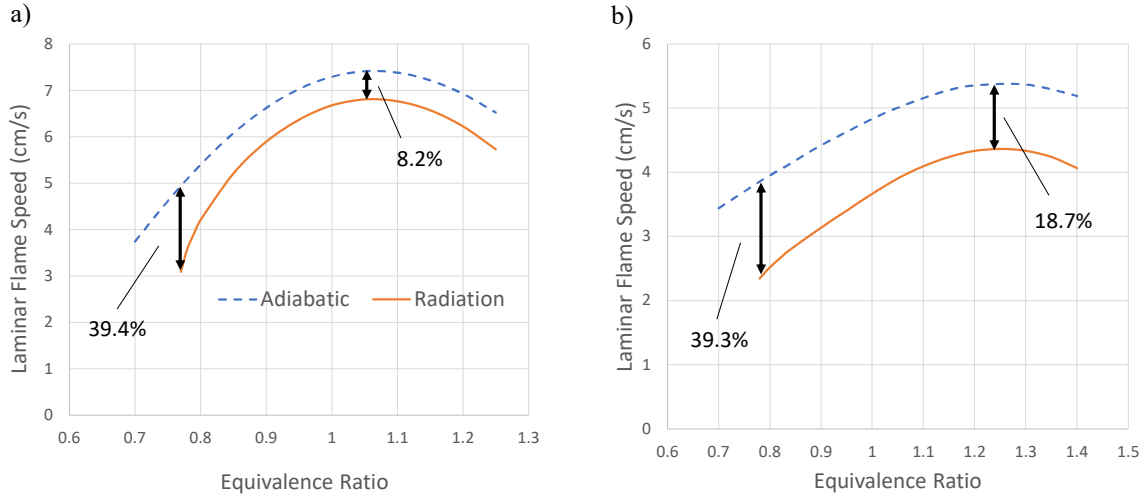 a)
8
7
6
5
4
3
2
1
0
Laminar Flame Speed (cm/s)
8.2%
39.4%
Adiabatic Radiation
0.6 0.7 0.8 0.9 1 1.1 1.2 1.3
Equivalence Ratio
b)
6
5
4
3
2
1
0
Laminar Flame Speed (cm/s)
18.7%
39.3%
0.6 0.7 0.8 0.9 1 1.1 1.2 1.3 1.4 1.5
Equivalence Ratio